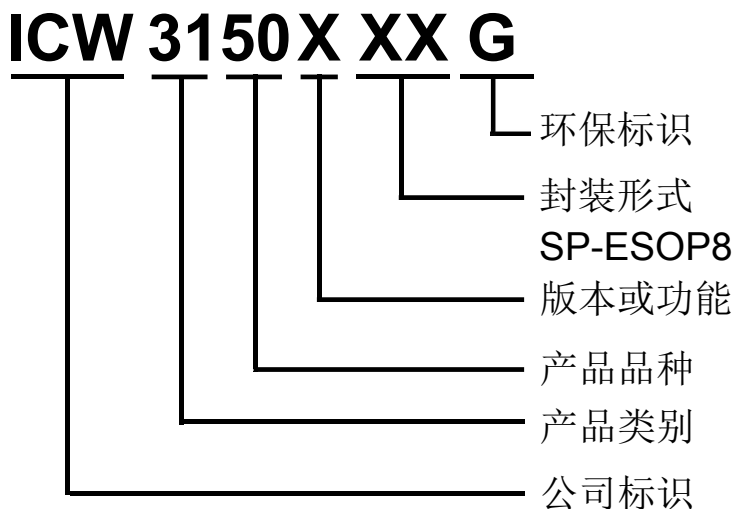 ICW 3150 X XX G
环保标识
封装形式
SP-ESOP8
版本或功能
产品品种
产品类别
公司标识